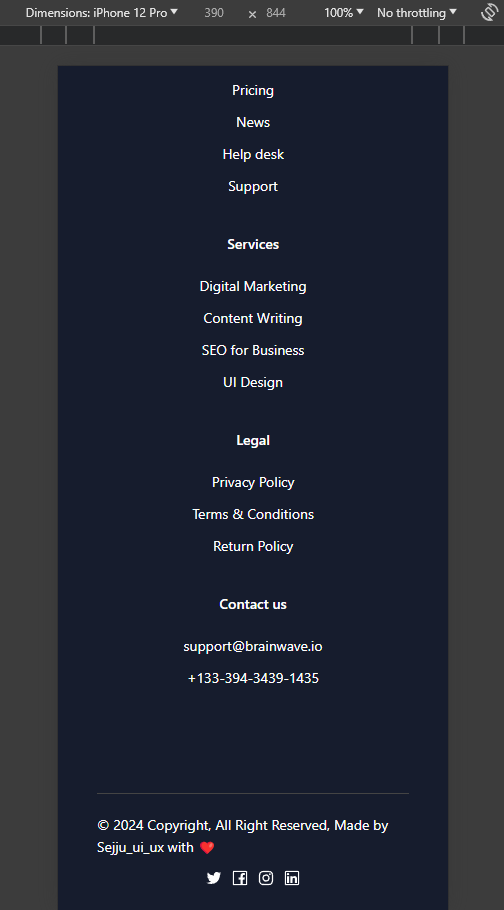 Dimensions: iPhone 12 Pro 390 × 844 100% No throttling
Pricing
News
Help desk
Support
Services
Digital Marketing
Content Writing
SEO for Business
UI Design
Legal
Privacy Policy
Terms & Conditions
Return Policy
Contact us
support@brainwave.io
+133-394-3439-1435
© 2024 Copyright, All Right Reserved, Made by
Sejju_ui_ux with ❤️